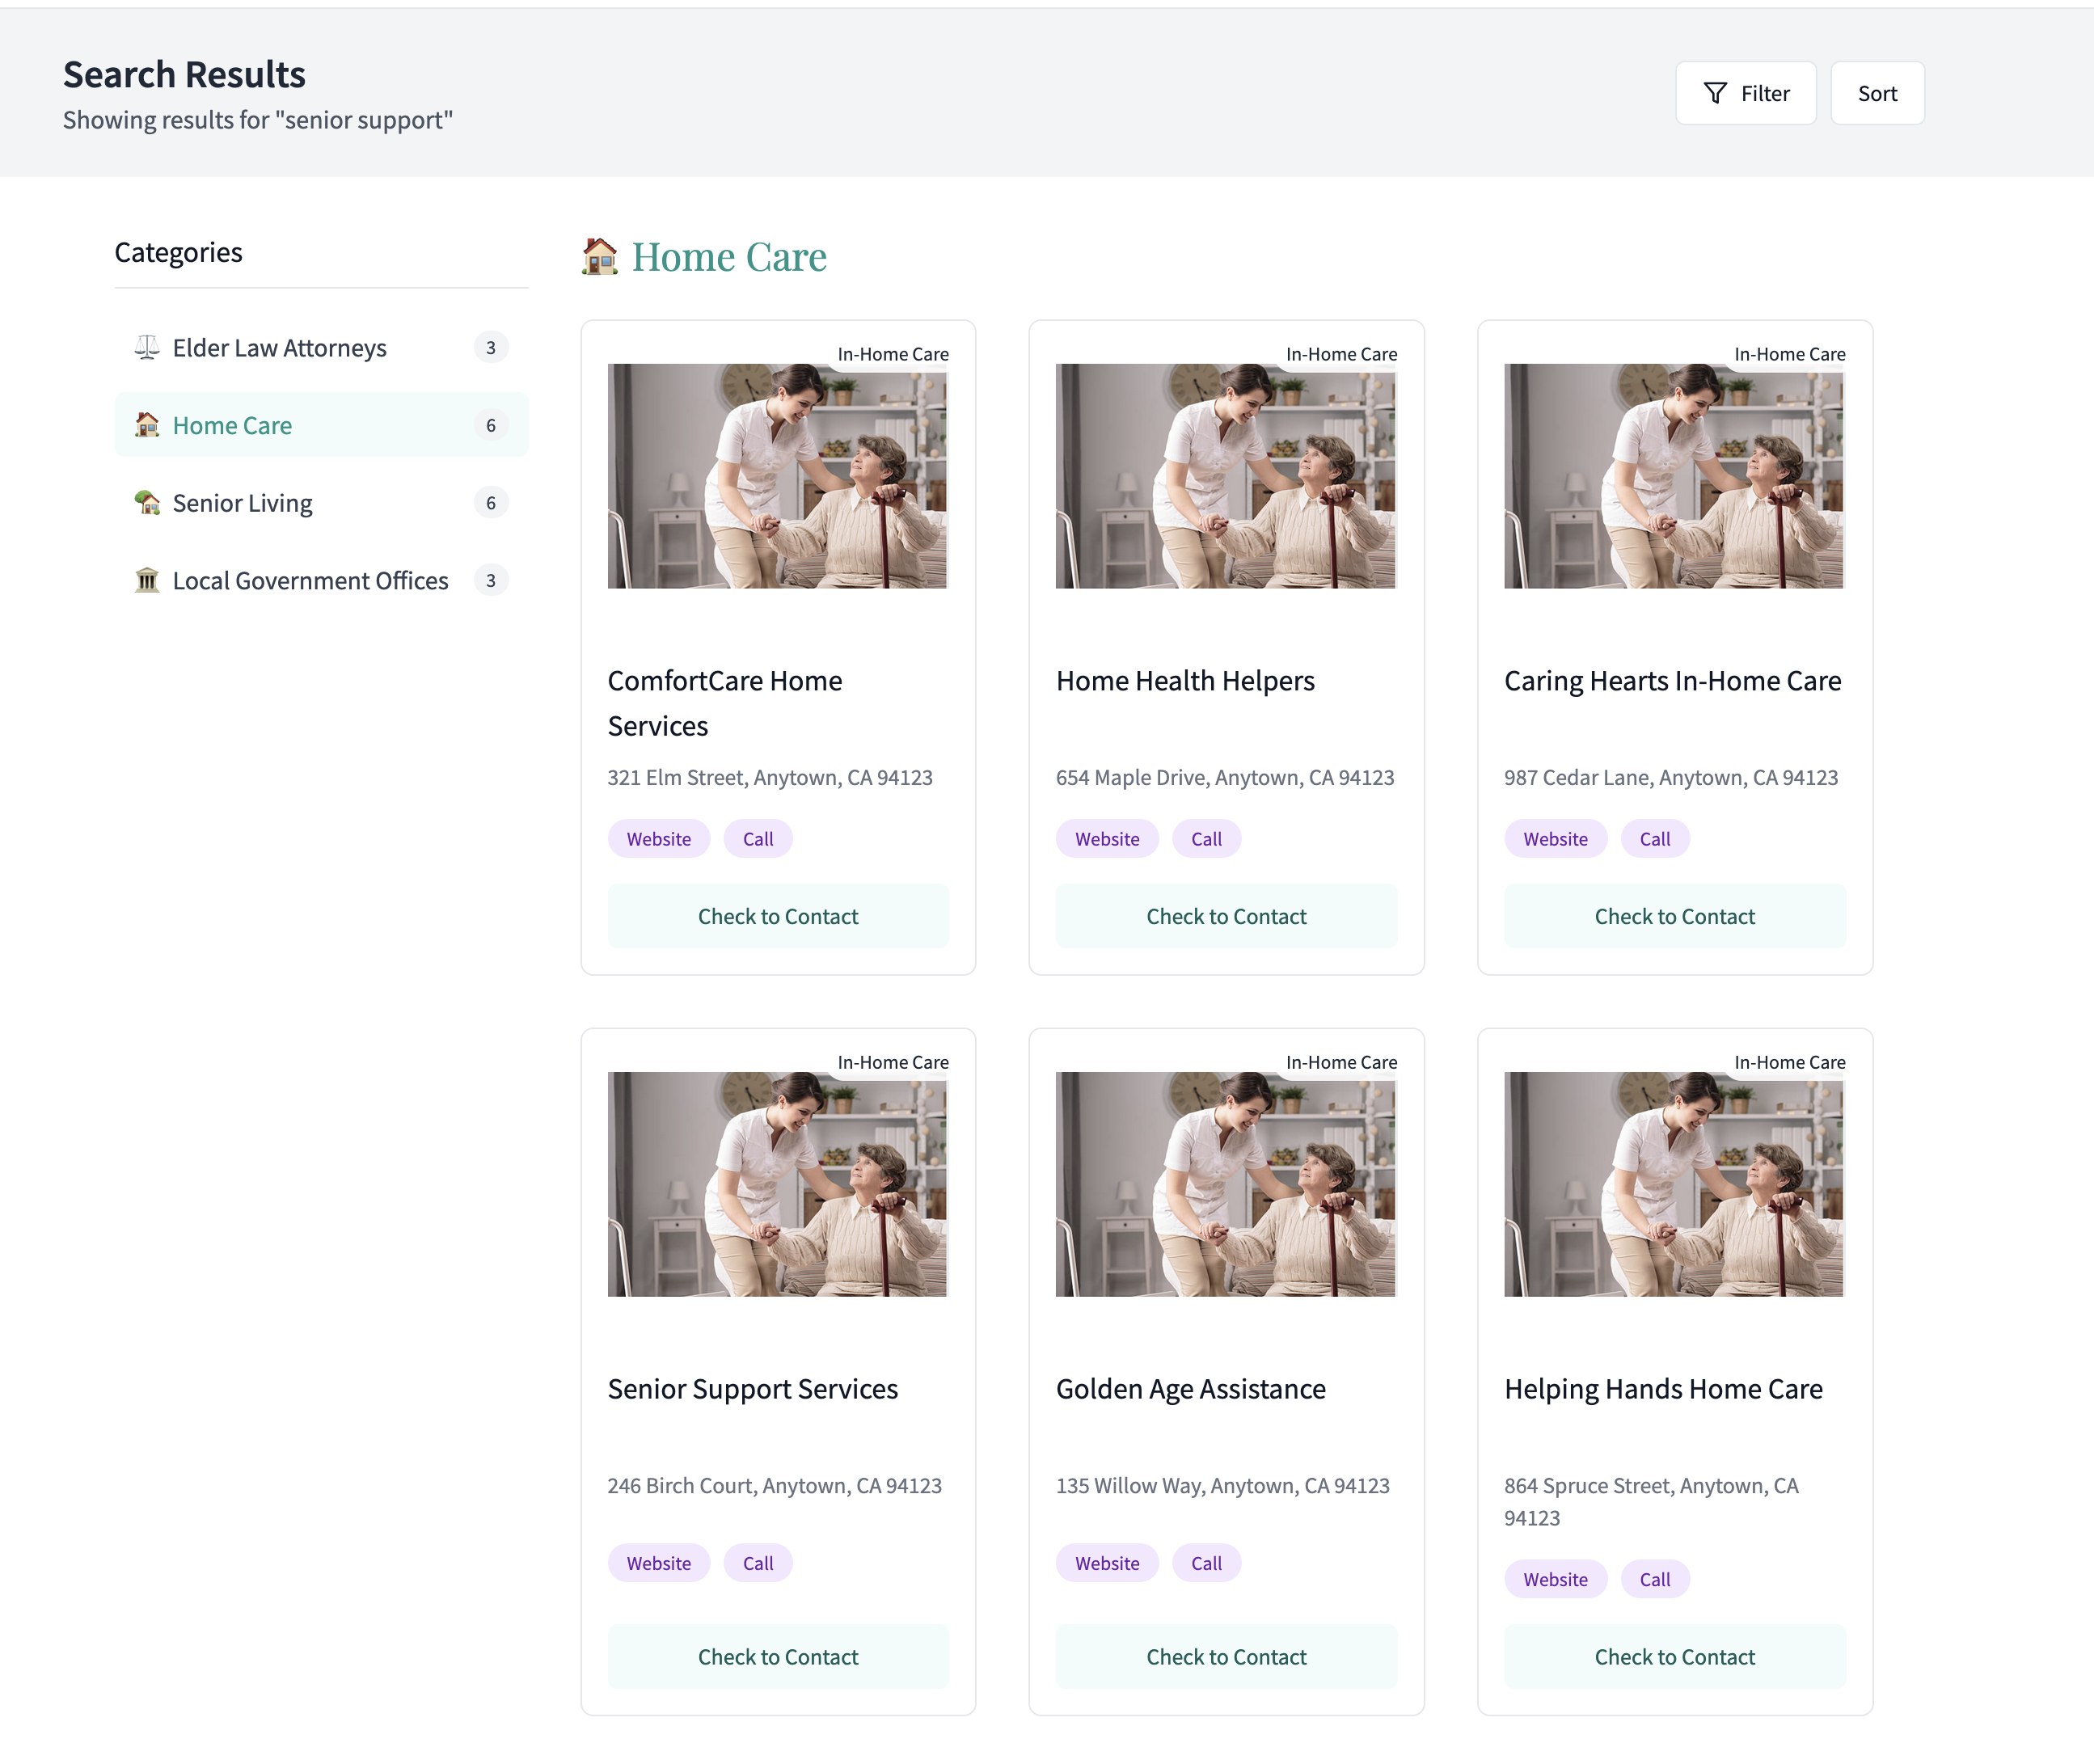 Search Results
Showing results for "senior support"
Filter
Sort
Categories
Elder Law Attorneys 3
Home Care 6
Senior Living 6
Local Government Offices 3
Home Care
In-Home Care
ComfortCare Home
Services
321 Elm Street, Anytown, CA 94123
Website Call
Check to Contact
In-Home Care
Home Health Helpers
654 Maple Drive, Anytown, CA 94123
Website Call
Check to Contact
In-Home Care
Caring Hearts In-Home Care
987 Cedar Lane, Anytown, CA 94123
Website Call
Check to Contact
In-Home Care
Senior Support Services
246 Birch Court, Anytown, CA 94123
Website Call
Check to Contact
In-Home Care
Golden Age Assistance
135 Willow Way, Anytown, CA 94123
Website Call
Check to Contact
In-Home Care
Helping Hands Home Care
864 Spruce Street, Anytown, CA
94123
Website Call
Check to Contact